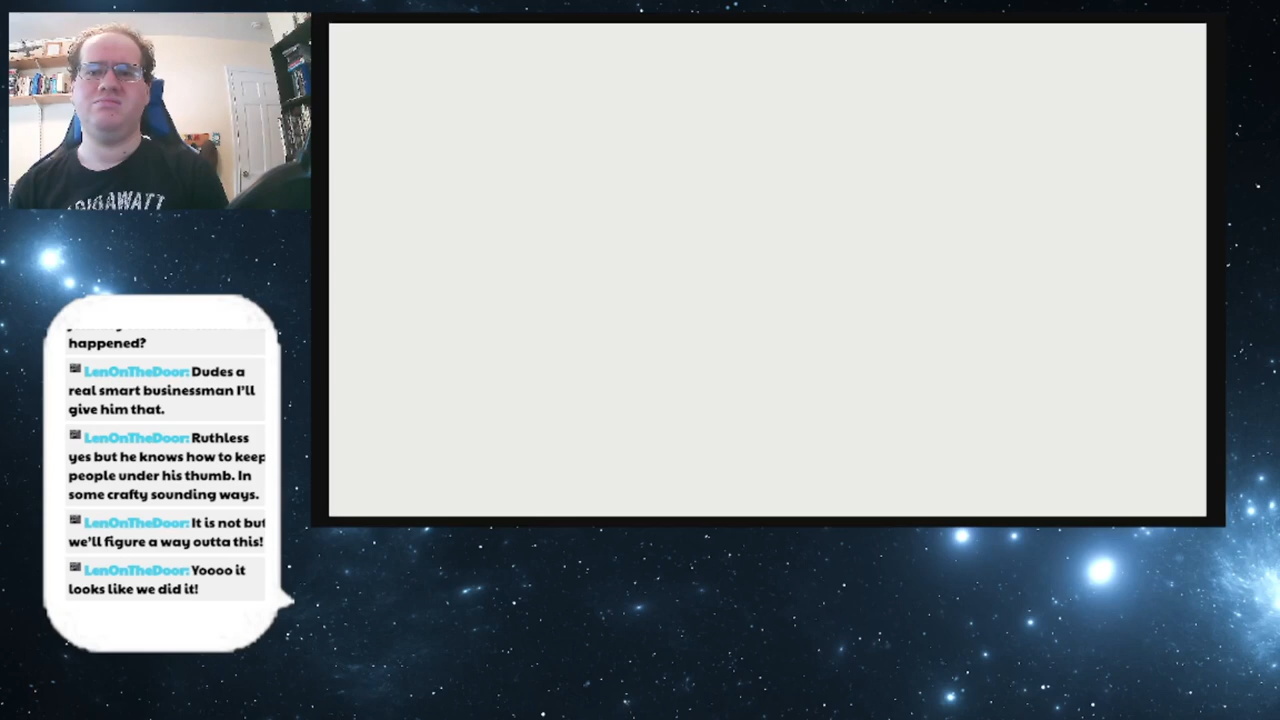 GIGAWATT
happened?
LenOnTheDoor: Dudes a
real smart businessman I'll
give him that.
LenOnTheDoor: Ruthless
yes but he knows how to keep
people under his thumb. In
some crafty sounding ways.
LenOnTheDoor: It is not but
we'll figure a way outta this!
LenOnTheDoor: Yoooo it
looks like we did it!